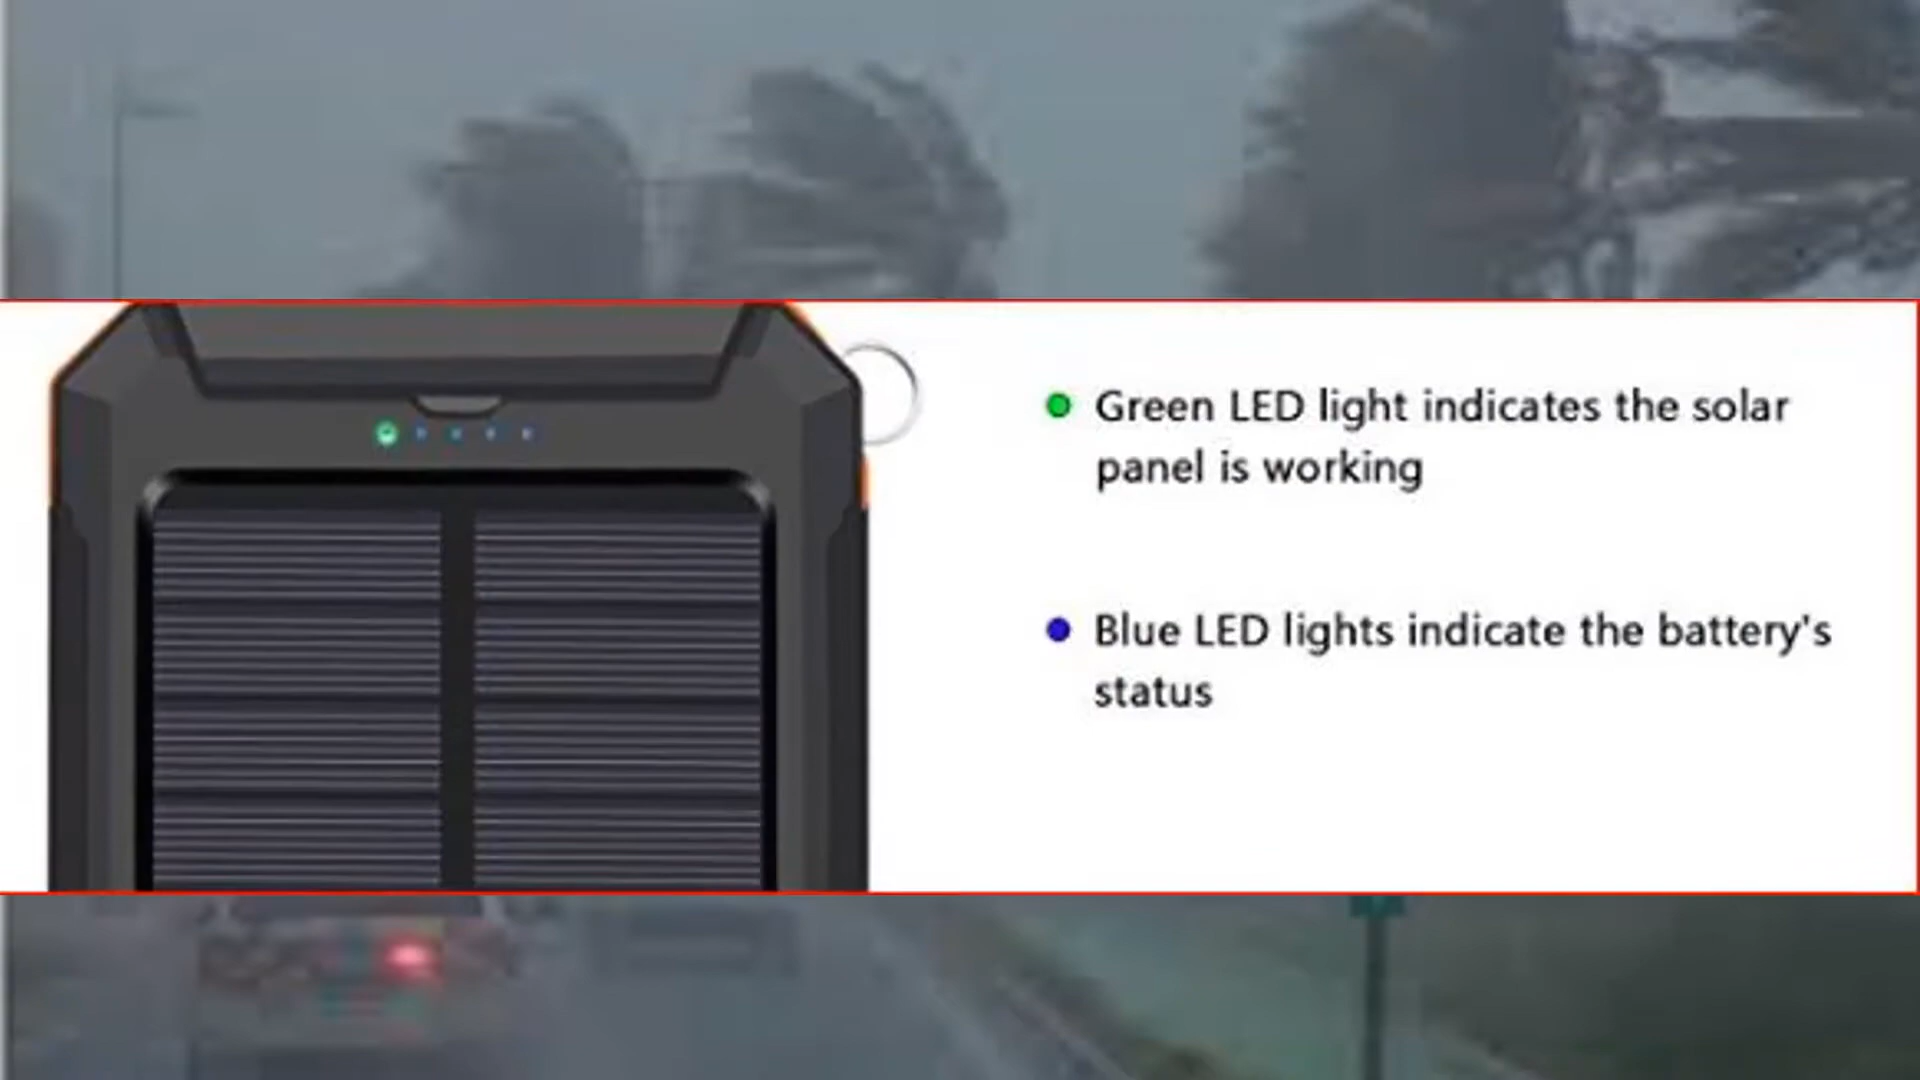 Green LED light indicates the solar
panel is working
Blue LED lights indicate the battery's
status